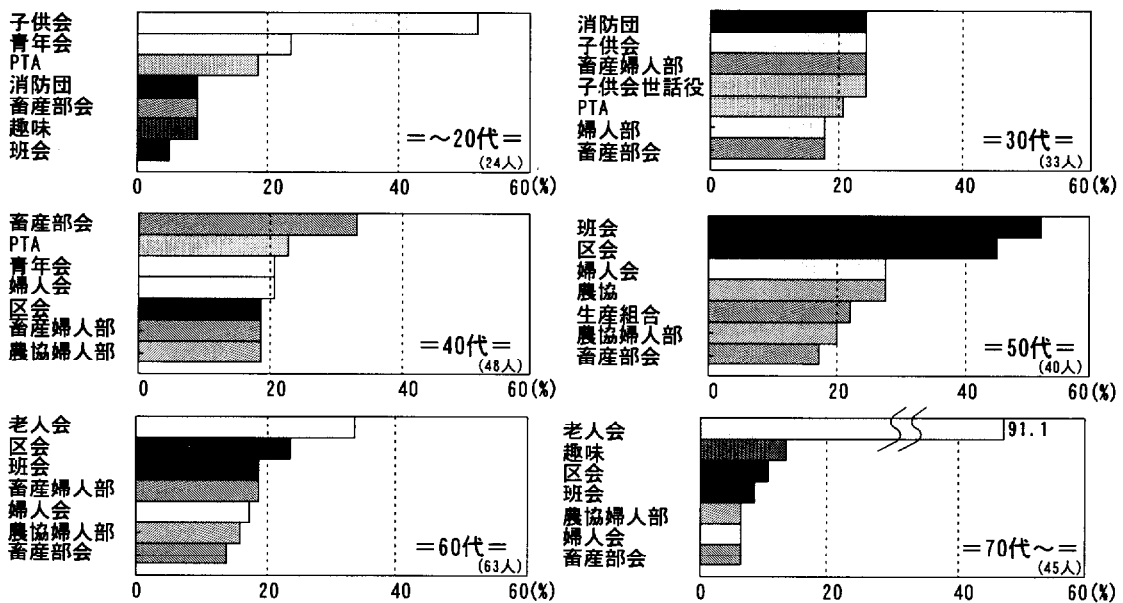 子供会
青年会
PTA
消防団
畜産部会
趣味
班会
=~20代=
(24人)
0 20 40 60(%)
消防団
子供会
畜産婦人部
子供会世話役
PTA
婦人部
畜産部会
=30代=
(33人)
0 20 40 60(%)
畜産部会
PTA
青年会
婦人会
区会
畜産婦人部
農協婦人部
=40代=
(48人)
0 20 40 60(%)
班会
区会
婦人会
農協
生産組合
農協婦人部
畜産部会
=50代=
(40人)
0 20 40 60(%)
老人会
区会
班会
畜産婦人部
婦人会
農協婦人部
畜産部会
=60代=
(63人)
0 20 40 60(%)
老人会
91.1
趣味
区会
班会
農協婦人部
婦人会
畜産部会
=70代~=
(45人)
0 20 40 60(%)